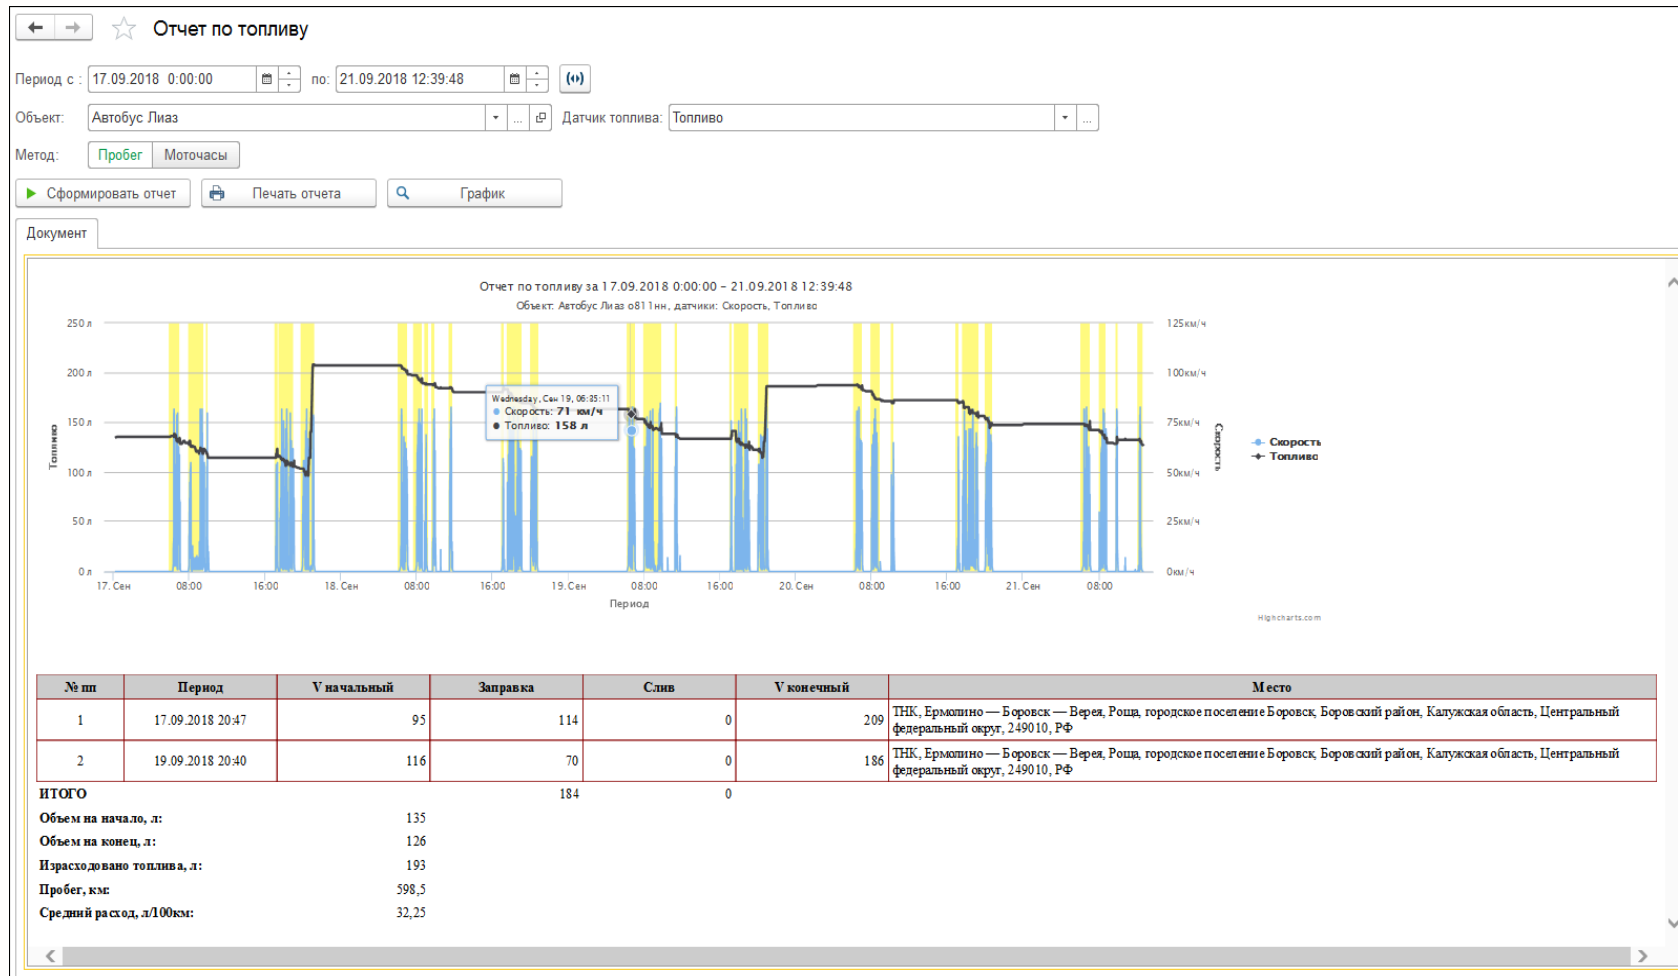 Отчет по топливу
Период с : 17.09.2018 0:00:00 по: 21.09.2018 12:39:48
Объект: Автобус Лиаз ... Датчик топлива: Топливо ...
Метод: Пробег Моточасы
Сформировать отчет Печать отчета График
Документ
Отчет по топливу за 17.09.2018 0:00:00 – 21.09.2018 12:39:48
Объект: Автобус Лиаз о811нн, датчики: Скорость, Топливо
250 л 125км/ч
200 л 100км/ч
150 л 75км/ч
100 л 50км/ч
50 л 25км/ч
0 л 0км/ч
Топливо
Скорость
Wednesday, Сен 19, 06:35:11
Скорость: 71 км/ч
Топливо: 158 л
Скорость
Топливо
17. Сен 08:00 16:00 18. Сен 08:00 16:00 19. Сен 08:00 16:00 20. Сен 08:00 16:00 21. Сен 08:00
Период
Highcharts.com
№ пп Период V начальный Заправка Слив V конечный Место
1 17.09.2018 20:47 95 114 0 209 ТНК, Ермолино — Боровск — Верея, Роща, городское поселение Боровск, Боровский район, Калужская область, Центральный
федеральный округ, 249010, РФ
2 19.09.2018 20:40 116 70 0 186 ТНК, Ермолино — Боровск — Верея, Роща, городское поселение Боровск, Боровский район, Калужская область, Центральный
федеральный округ, 249010, РФ
ИТОГО 184 0
Объем на начало, л: 135
Объем на конец, л: 126
Израсходовано топлива, л: 193
Пробег, км: 598,5
Средний расход, л/100км: 32,25